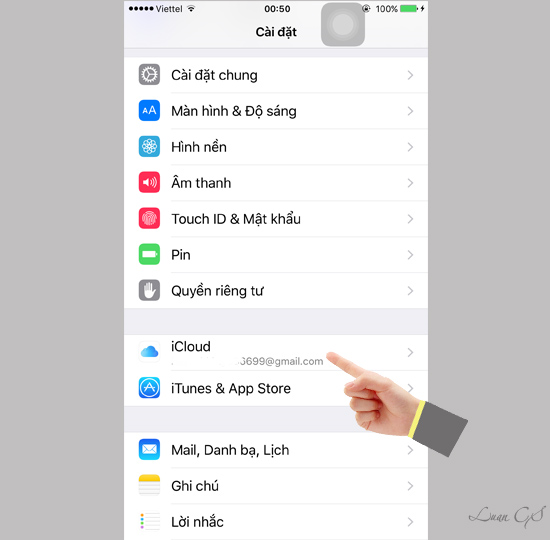 Viettel 00:50 100%
Cài đặt
Cài đặt chung
AA Màn hình & Độ sáng
Hình nền
Âm thanh
Touch ID & Mật khẩu
Pin
Quyền riêng tư
iCloud
3699@gmail.com
iTunes & App Store
Mail, Danh bạ, Lịch
Ghi chú
Lời nhắc
Luan GS